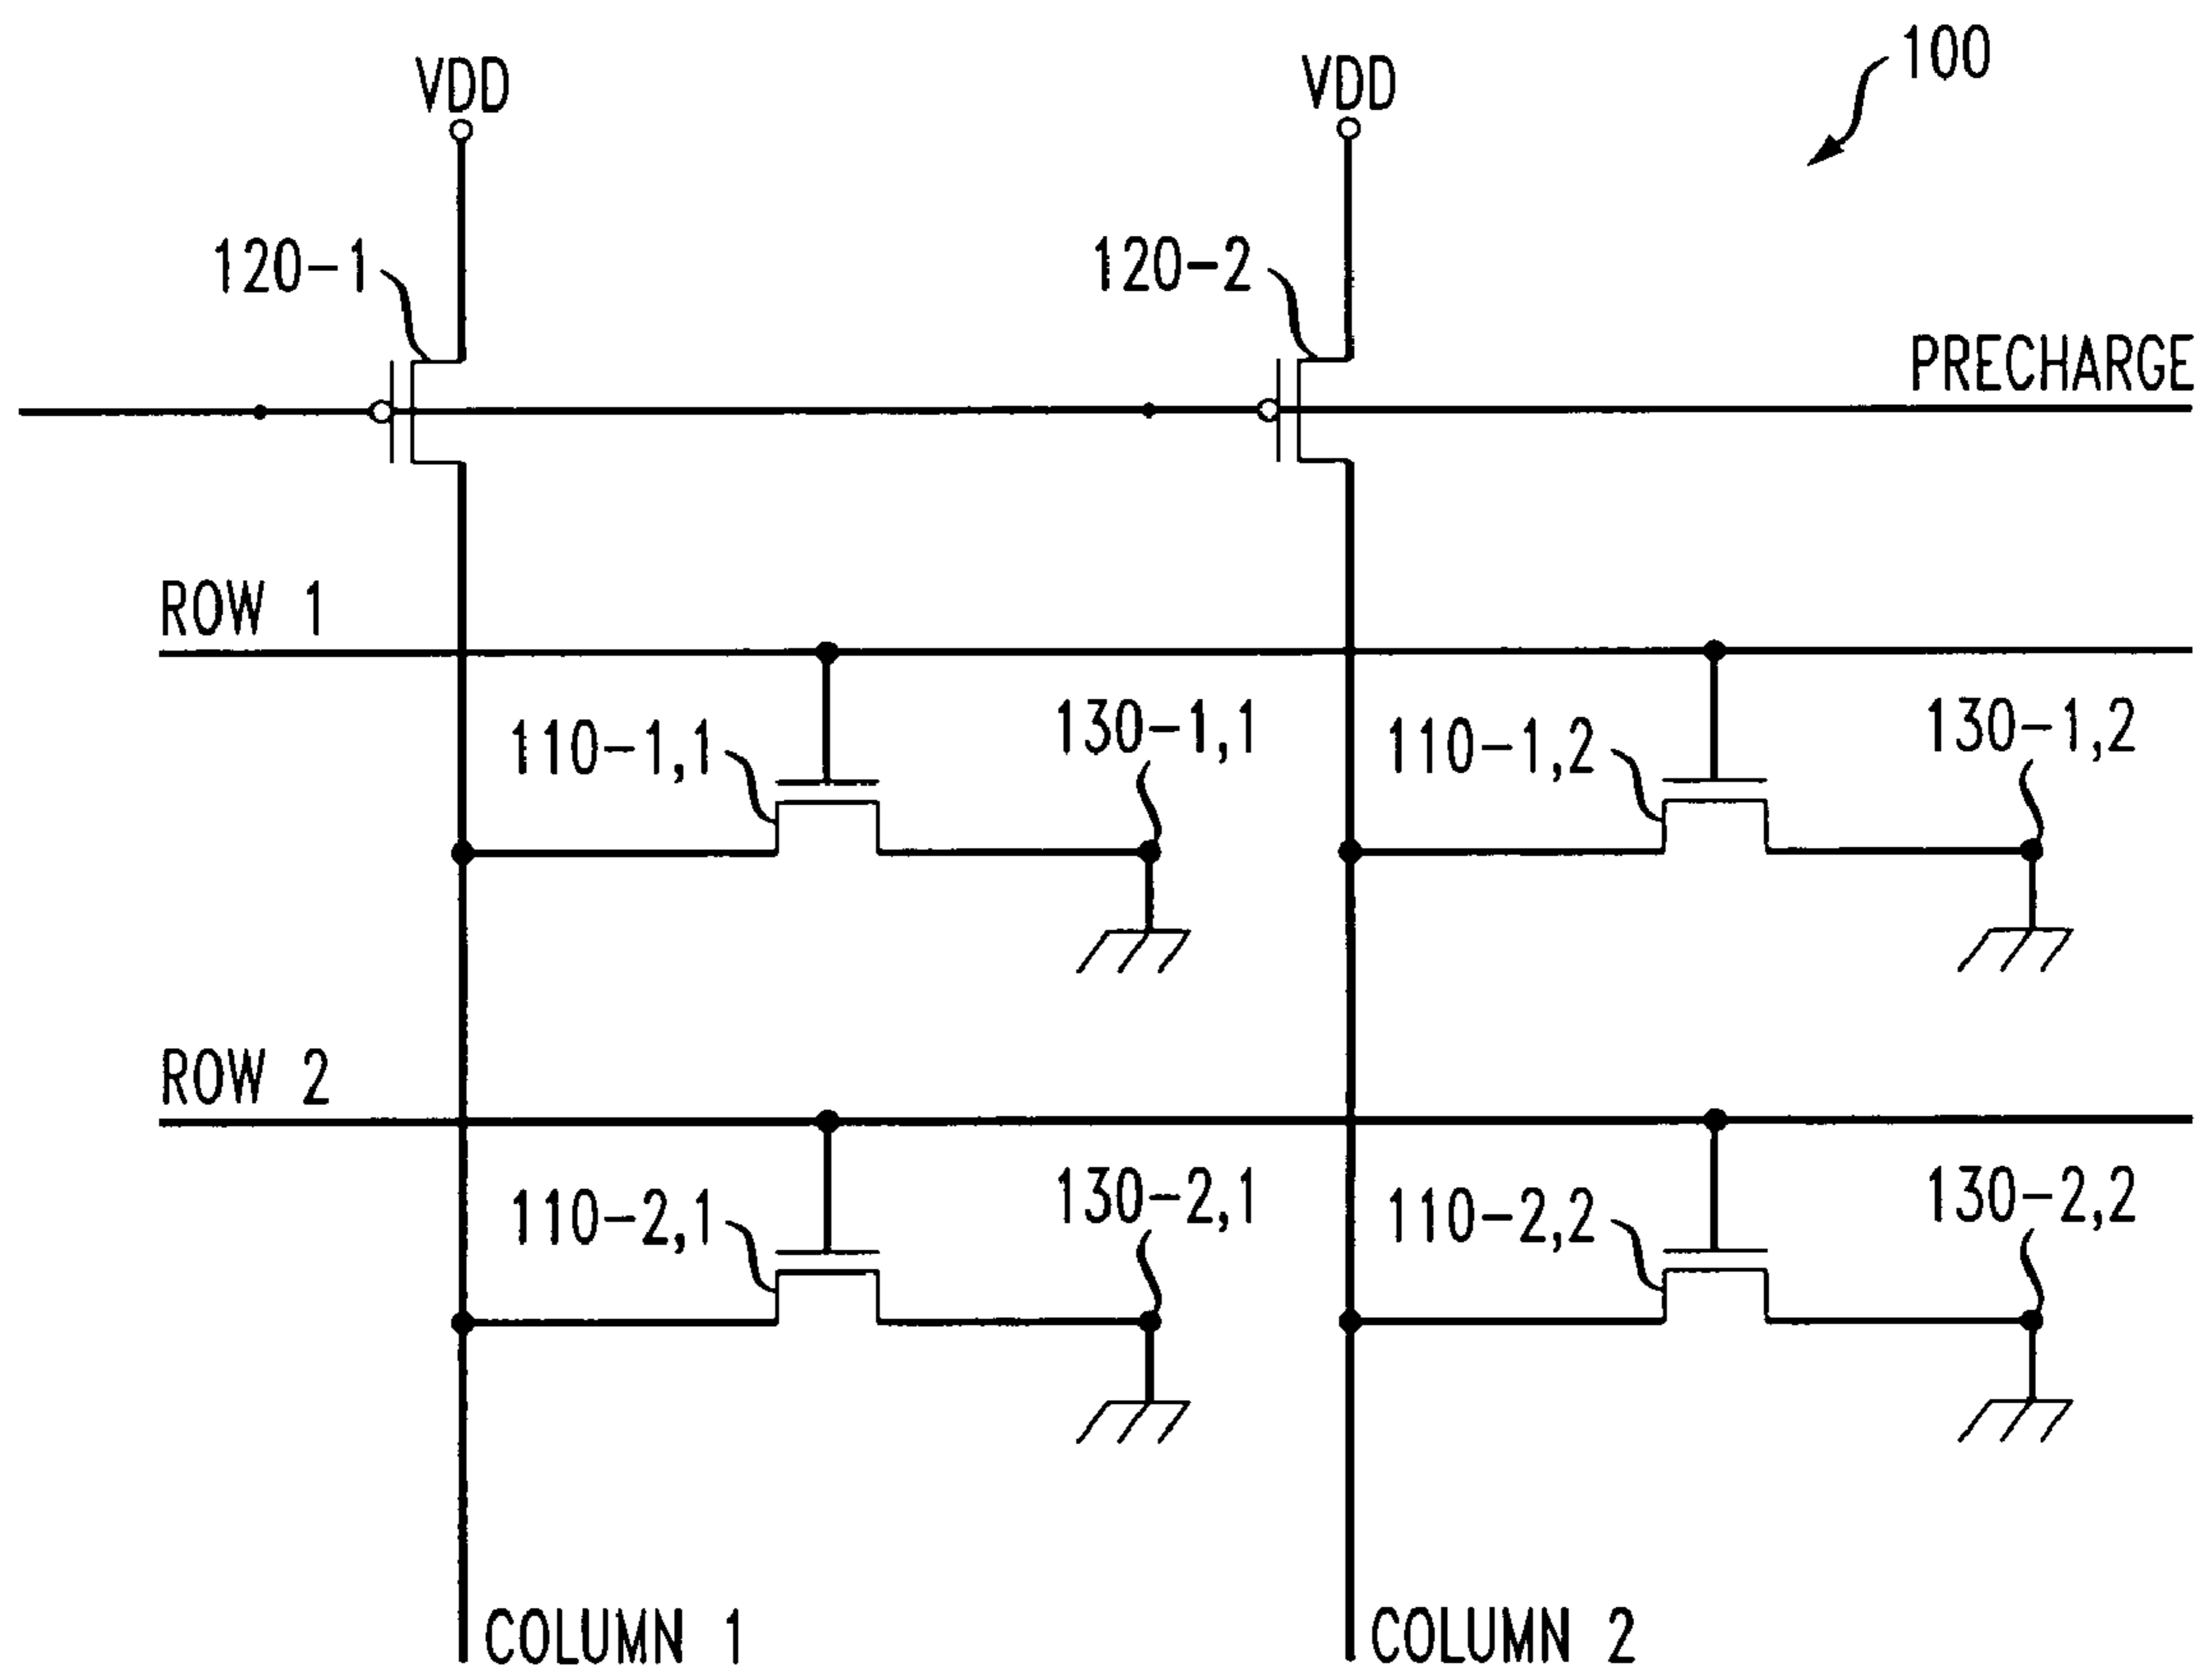 100
VDD
VDD
120-1
120-2
PRECHARGE
ROW 1
110-1,1
130-1,1
110-1,2
130-1,2
ROW 2
110-2,1
130-2,1
110-2,2
130-2,2
COLUMN 1
COLUMN 2